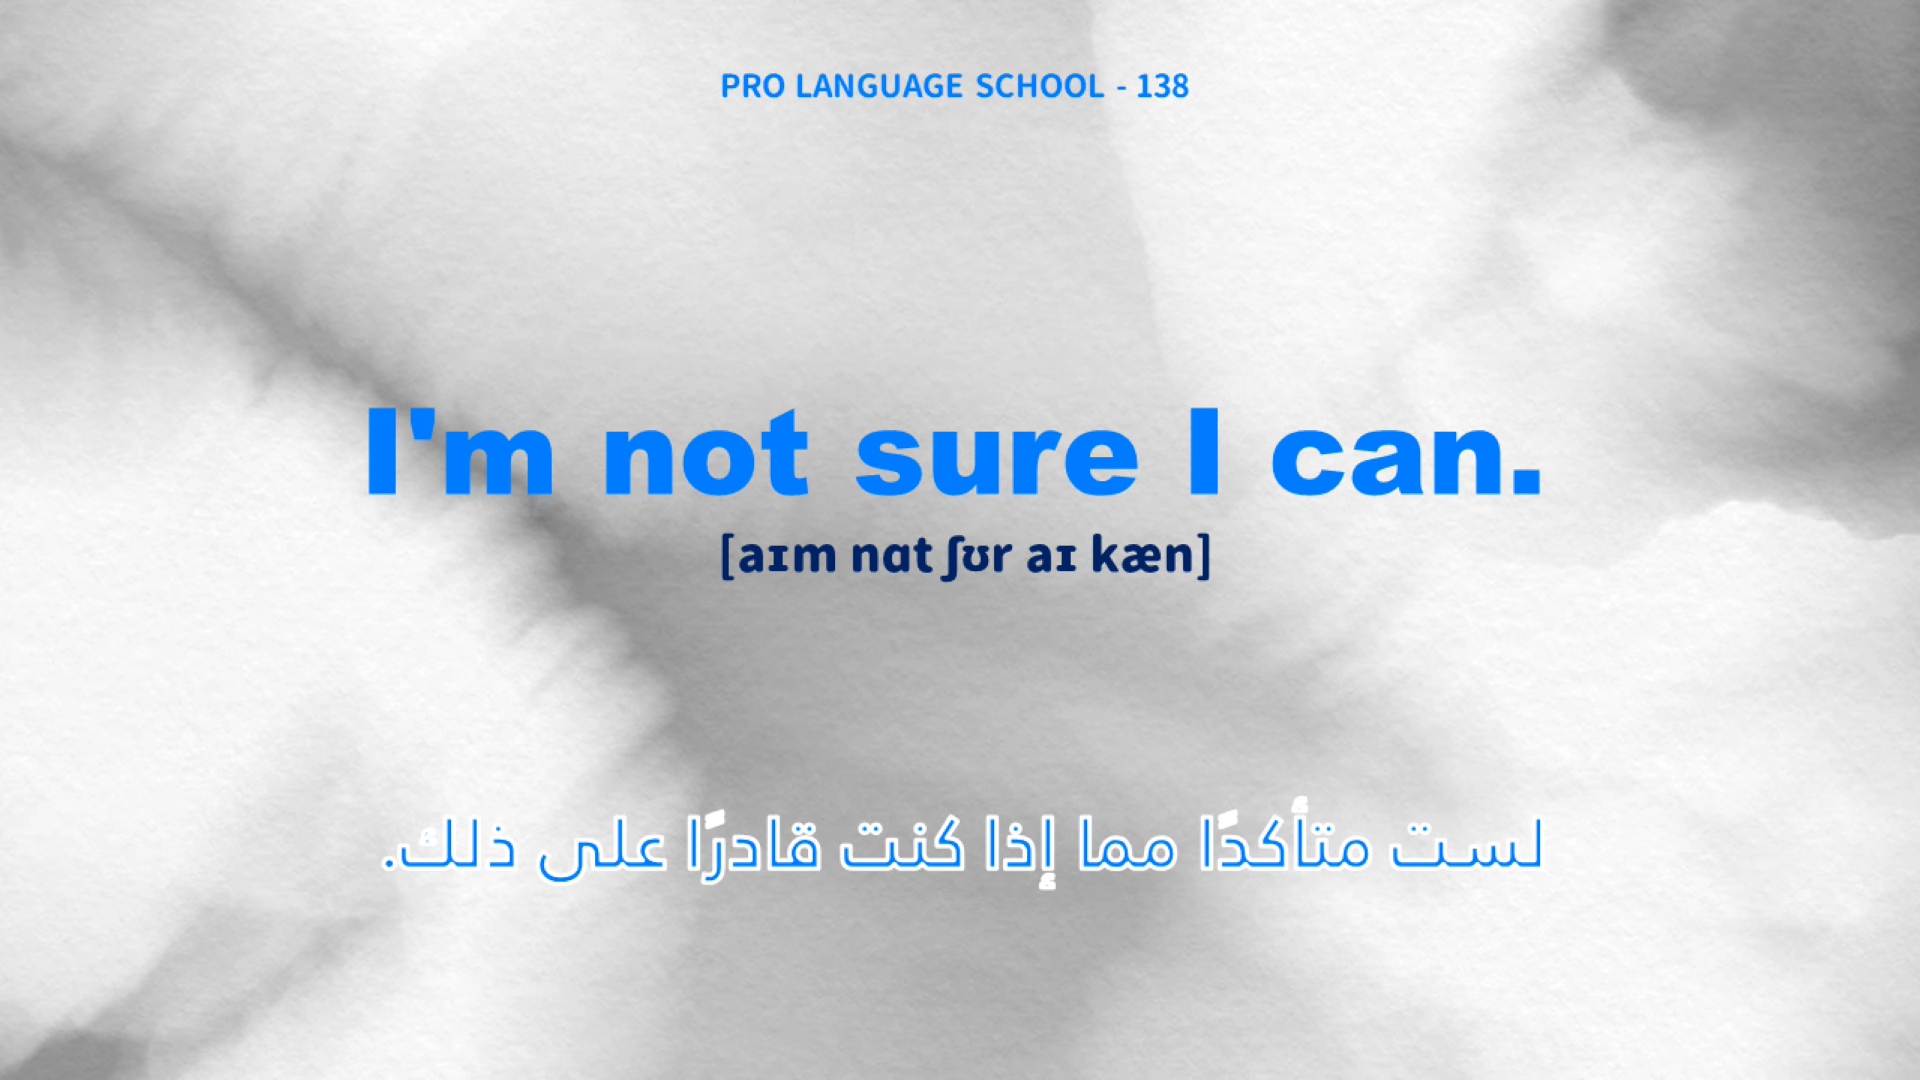 PRO LANGUAGE SCHOOL - 138
I'm not sure I can.
[aɪm nɑt ʃʊr aɪ kæn]
لست متأكدًا مما إذا كنت قادرًا على ذلك.